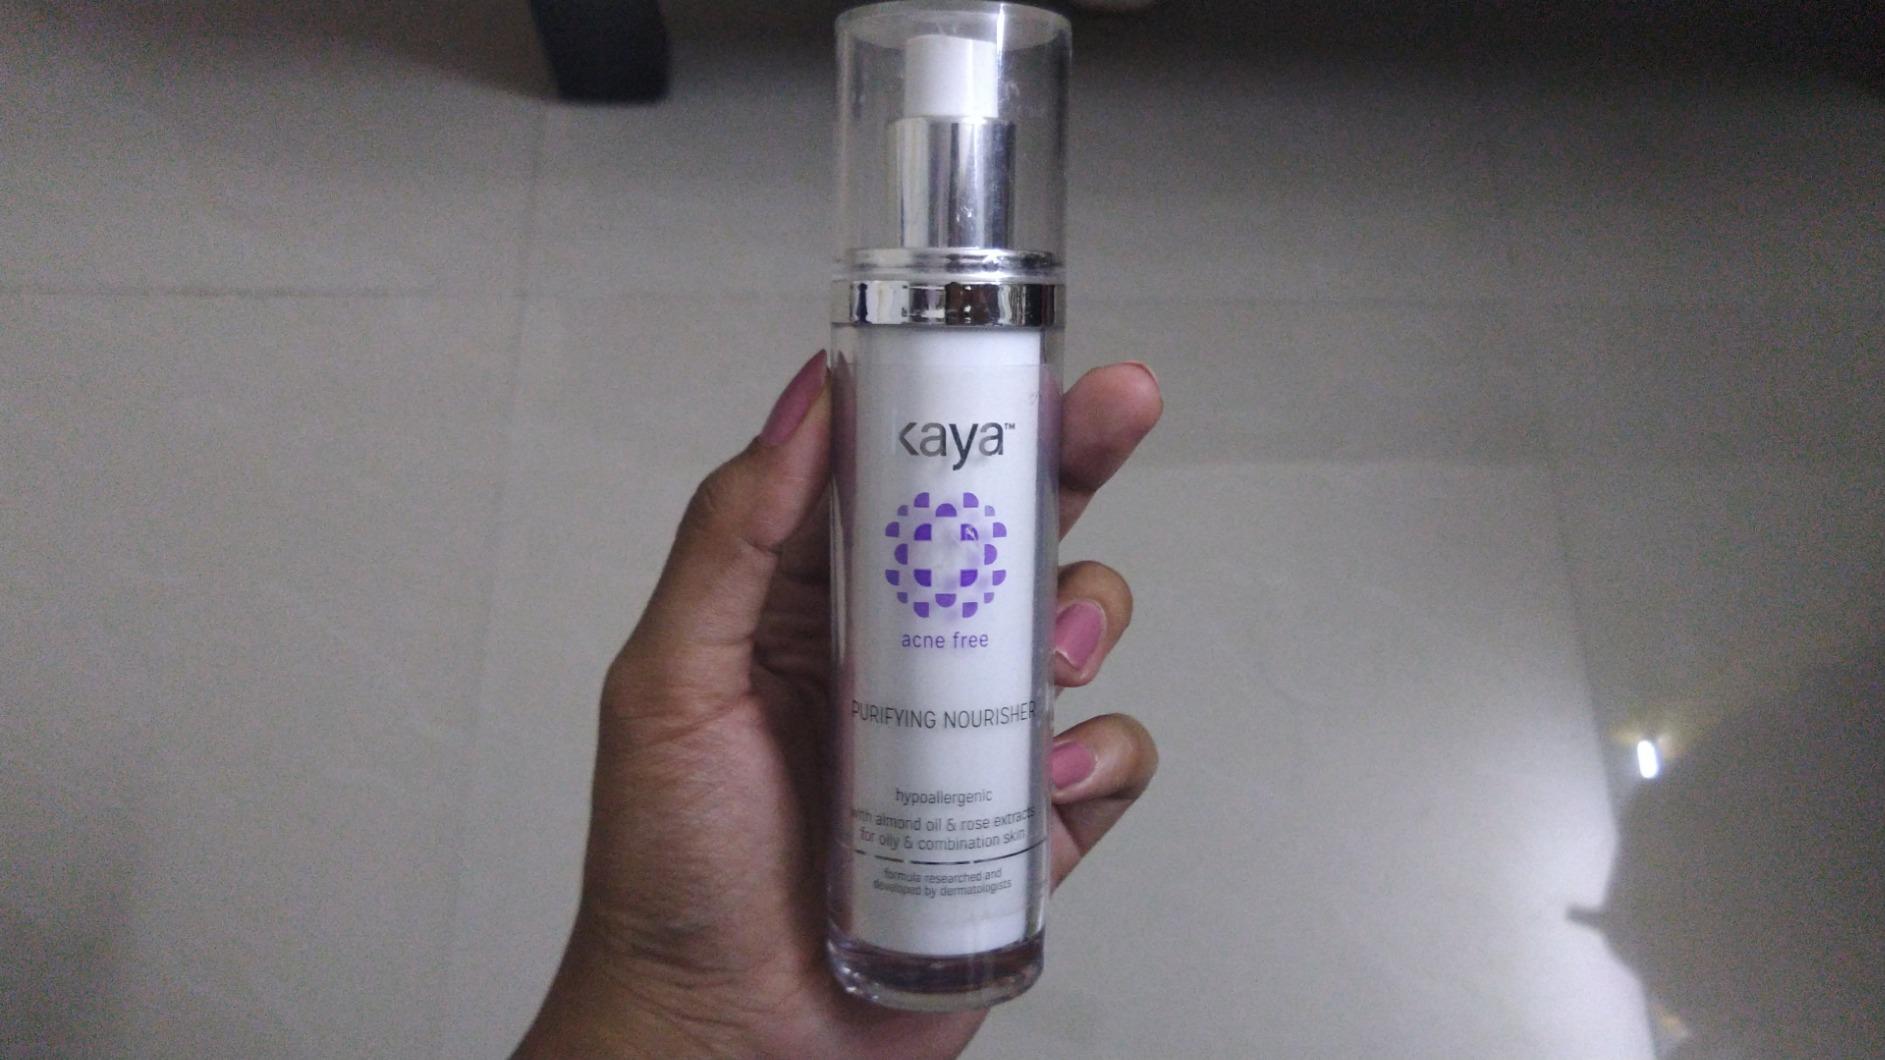 kaya™
acne free
PURIFYING NOURISHER
hypoallergenic
with almond oil & rose extracts
for oily & combination skin
formula researched and
developed by dermatologists